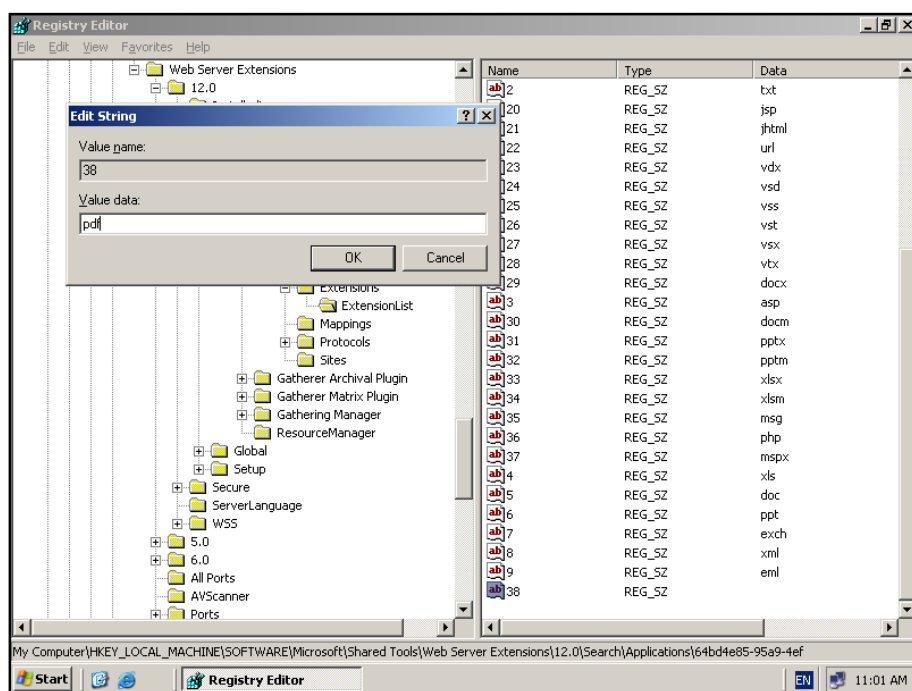 Registry Editor
File Edit View Favorites Help
Web Server Extensions
12.0
Edit String
Value name:
38
Value data:
pdf
OK Cancel
Extensions
ExtensionList
Mappings
Protocols
Sites
Gatherer Archival Plugin
Gatherer Matrix Plugin
Gathering Manager
ResourceManager
Global
Setup
Secure
ServerLanguage
WSS
5.0
6.0
All Ports
AVScanner
Ports
Name Type Data
2 REG_SZ txt
20 REG_SZ jsp
21 REG_SZ jhtml
22 REG_SZ url
23 REG_SZ vdx
24 REG_SZ vsd
25 REG_SZ vss
26 REG_SZ vst
27 REG_SZ vsx
28 REG_SZ vtx
29 REG_SZ docx
3 REG_SZ asp
30 REG_SZ docm
31 REG_SZ pptx
32 REG_SZ pptm
33 REG_SZ xlsx
34 REG_SZ xlsm
35 REG_SZ msg
36 REG_SZ php
37 REG_SZ mspx
4 REG_SZ xls
5 REG_SZ doc
6 REG_SZ ppt
7 REG_SZ exch
8 REG_SZ xml
9 REG_SZ eml
38 REG_SZ
My Computer\HKEY_LOCAL_MACHINE\SOFTWARE\Microsoft\Shared Tools\Web Server Extensions\12.0\Search\Applications\64bd4e85-95a9-4ef
Start Registry Editor EN 11:01 AM